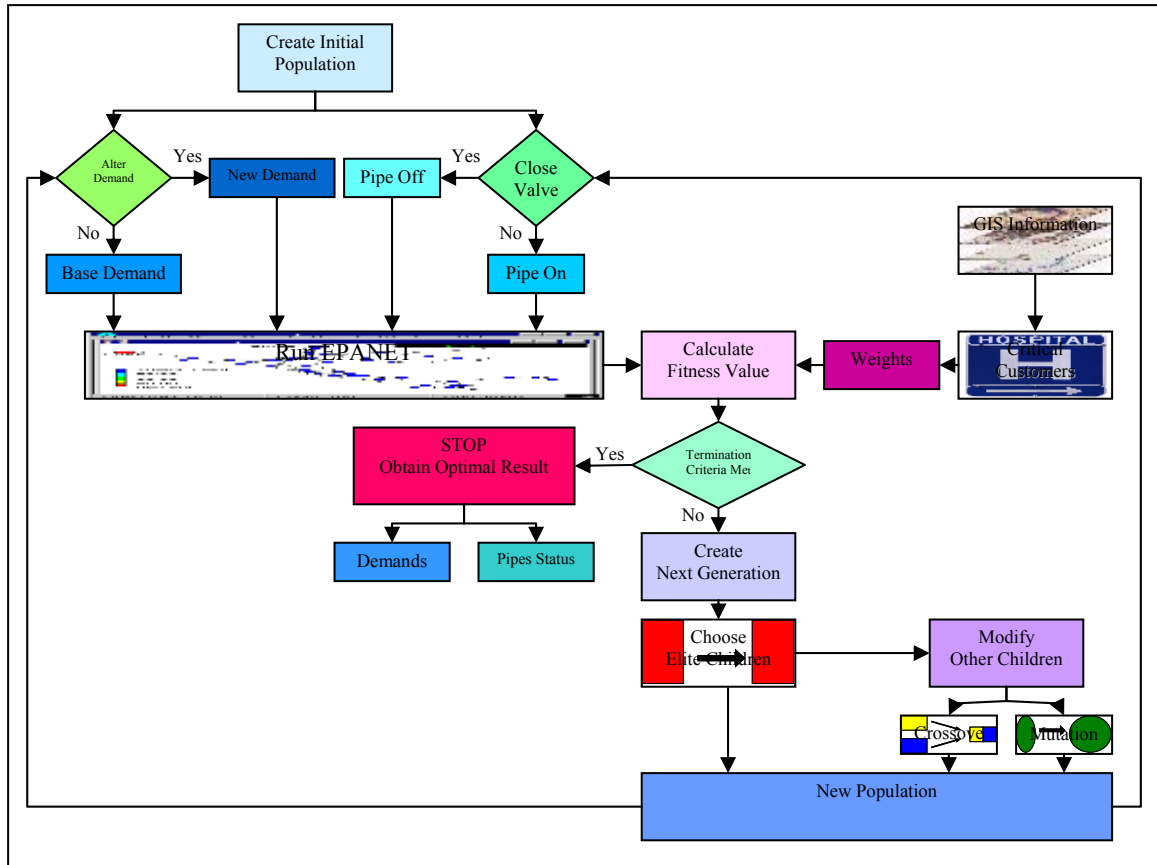 Create Initial
Population
Alter
Demand
Yes
New Demand
Pipe Off
Yes
Close
Valve
No
Base Demand
No
Pipe On
GIS Information
Run EPANET
Calculate
Fitness Value
Weights
HOSPITAL
H
Critical
Customers
STOP
Obtain Optimal Result
Yes
Termination
Criteria Met
No
Demands
Pipes Status
Create
Next Generation
Choose
Elite Children
Modify
Other Children
Crossove
Mutation
New Population